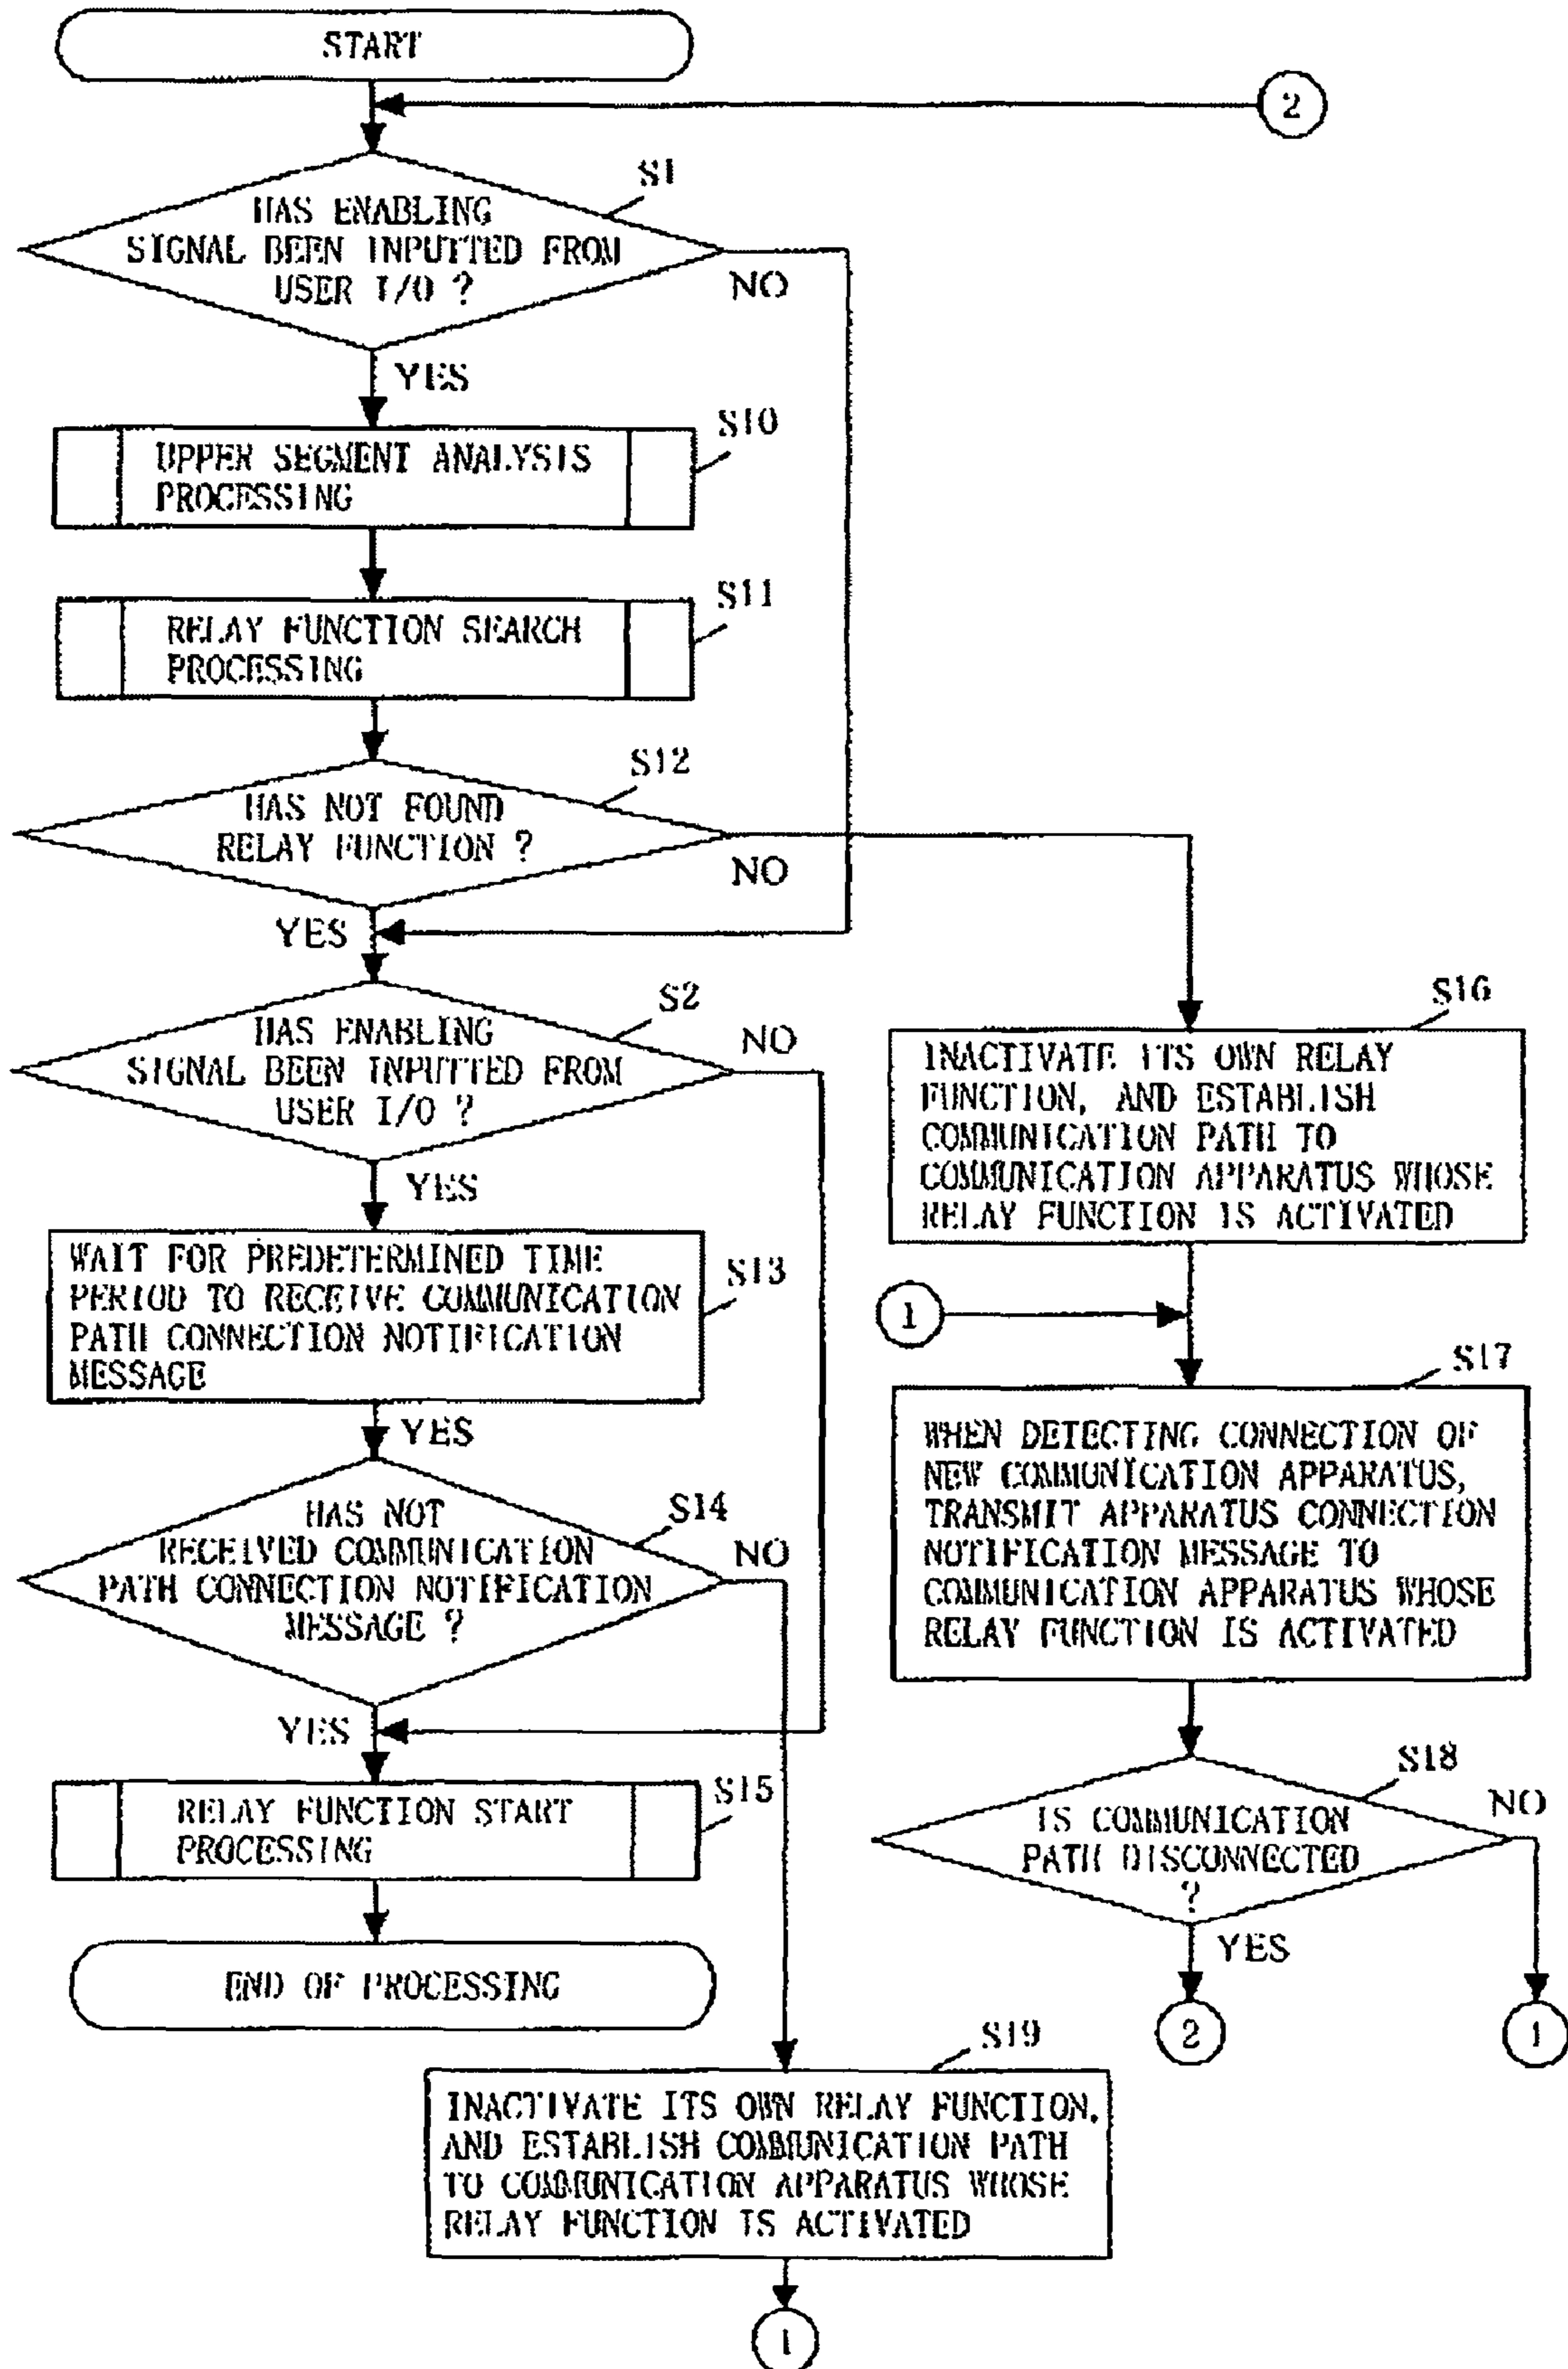 START
2
S1
HAS ENABLING
SIGNAL BEEN INPUTTED FROM
USER I/O ?
NO
YES
S10
UPPER SEGMENT ANALYSIS
PROCESSING
S11
RELAY FUNCTION SEARCH
PROCESSING
S12
HAS NOT FOUND
RELAY FUNCTION ?
NO
YES
S2
HAS ENABLING
SIGNAL BEEN INPUTTED FROM
USER I/O ?
NO
YES
S16
INACTIVATE ITS OWN RELAY
FUNCTION, AND ESTABLISH
COMMUNICATION PATH TO
COMMUNICATION APPARATUS WHOSE
RELAY FUNCTION IS ACTIVATED
S13
WAIT FOR PREDETERMINED TIME
PERIOD TO RECEIVE COMMUNICATION
PATH CONNECTION NOTIFICATION
MESSAGE
YES
1
S17
WHEN DETECTING CONNECTION OF
NEW COMMUNICATION APPARATUS,
TRANSMIT APPARATUS CONNECTION
NOTIFICATION MESSAGE TO
COMMUNICATION APPARATUS WHOSE
RELAY FUNCTION IS ACTIVATED
S14
HAS NOT
RECEIVED COMMUNICATION
PATH CONNECTION NOTIFICATION
MESSAGE ?
NO
YES
S15
RELAY FUNCTION START
PROCESSING
S18
IS COMMUNICATION
PATH DISCONNECTED
?
NO
YES
2
1
END OF PROCESSING
S19
INACTIVATE ITS OWN RELAY FUNCTION,
AND ESTABLISH COMMUNICATION PATH
TO COMMUNICATION APPARATUS WHOSE
RELAY FUNCTION IS ACTIVATED
1